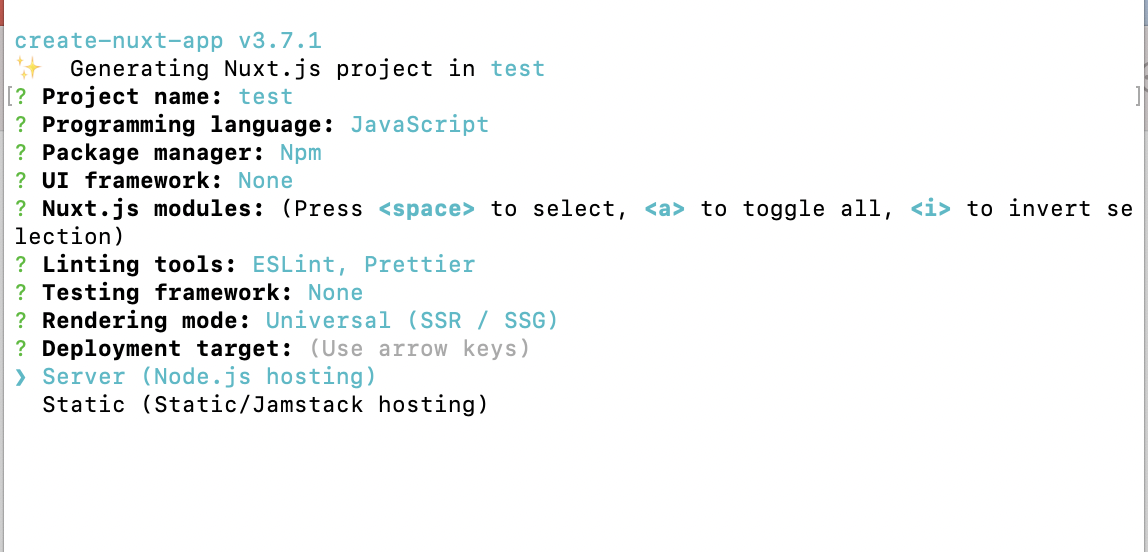 create-nuxt-app v3.7.1
✨  Generating Nuxt.js project in test
[? Project name: test ]
? Programming language: JavaScript
? Package manager: Npm
? UI framework: None
? Nuxt.js modules: (Press <space> to select, <a> to toggle all, <i> to invert se
lection)
? Linting tools: ESLint, Prettier
? Testing framework: None
? Rendering mode: Universal (SSR / SSG)
? Deployment target: (Use arrow keys)
❯ Server (Node.js hosting)
  Static (Static/Jamstack hosting)